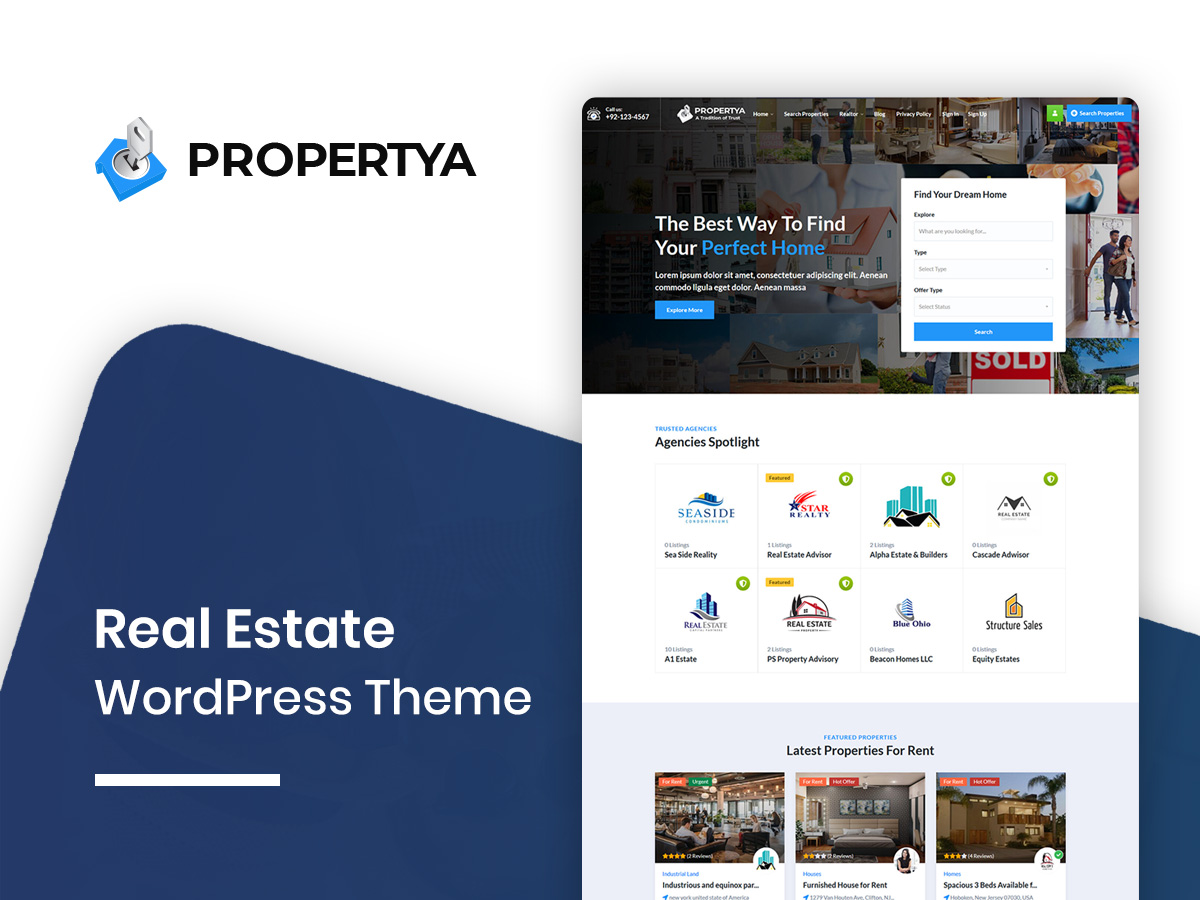 PROPERTYA
Real Estate
WordPress Theme
Call us:
+92-123-4567
PROPERTYA
A Tradition of Trust
Home
Search Properties
Realtor
Blog
Privacy Policy
Sign In
Sign Up
Search Properties
The Best Way To Find
Your Perfect Home
Lorem ipsum dolor sit amet, consectetuer adipiscing elit. Aenean
commodo ligula eget dolor. Aenean massa
Explore More
Find Your Dream Home
Explore
What are you looking for...
Type
Select Type
Offer Type
Select Status
Search
SOLD
TRUSTED AGENCIES
Agencies Spotlight
SEASIDE
CONDOMINIUMS
0 Listings
Sea Side Reality
Featured
STAR
REALTY
1 Listings
Real Estate Advisor
2 Listings
Alpha Estate & Builders
REAL ESTATE
0 Listings
Cascade Adwisor
REAL ESTATE
CAPITAL PARTNERS
10 Listings
A1 Estate
Featured
REAL ESTATE
PROPERTY
2 Listings
PS Property Advisory
Blue Ohio
0 Listings
Beacon Homes LLC
Structure Sales
0 Listings
Equity Estates
FEATURED PROPERTIES
Latest Properties For Rent
For Rent
Urgent
(2 Reviews)
Industrial Land
Industrious and equinox par...
new york united state of America
For Rent
Hot Offer
(2 Reviews)
Houses
Furnished House for Rent
1279 Van Houten Ave, Clifton, NJ...
For Rent
Hot Offer
(4 Reviews)
Homes
Spacious 3 Beds Available f...
Hoboken, New Jersey 07030, USA